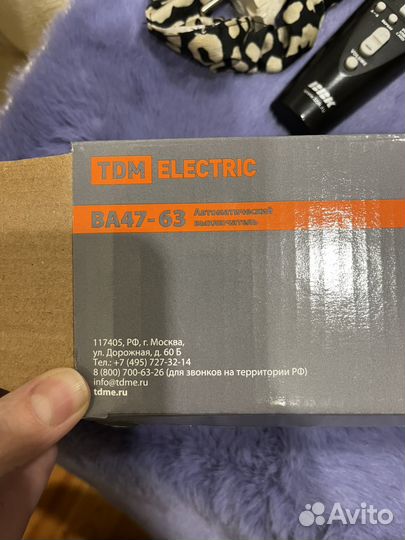 TDM ELECTRIC
ВА47-63 Автоматический
выключатель
117405, РФ, г. Москва,
ул. Дорожная, д. 60 Б
Тел.: +7 (495) 727-32-14
8 (800) 700-63-26 (для звонков на территории РФ)
info@tdme.ru
tdme.ru
BBK
Avito